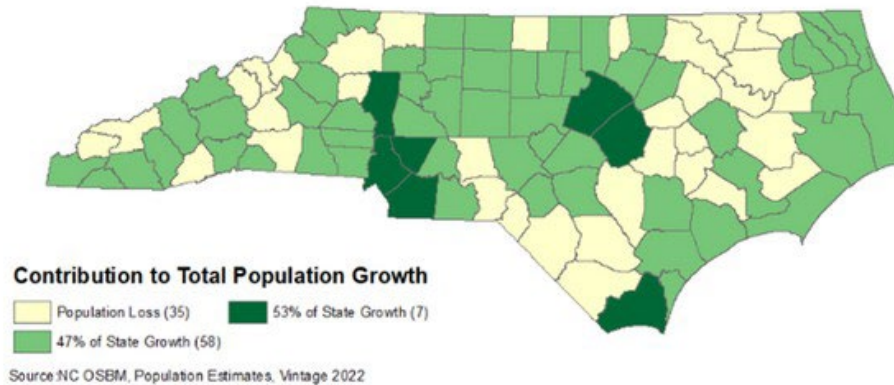 Contribution to Total Population Growth
Population Loss (35) 53% of State Growth (7)
47% of State Growth (58)
Source:NC OSBM, Population Estimates, Vintage 2022